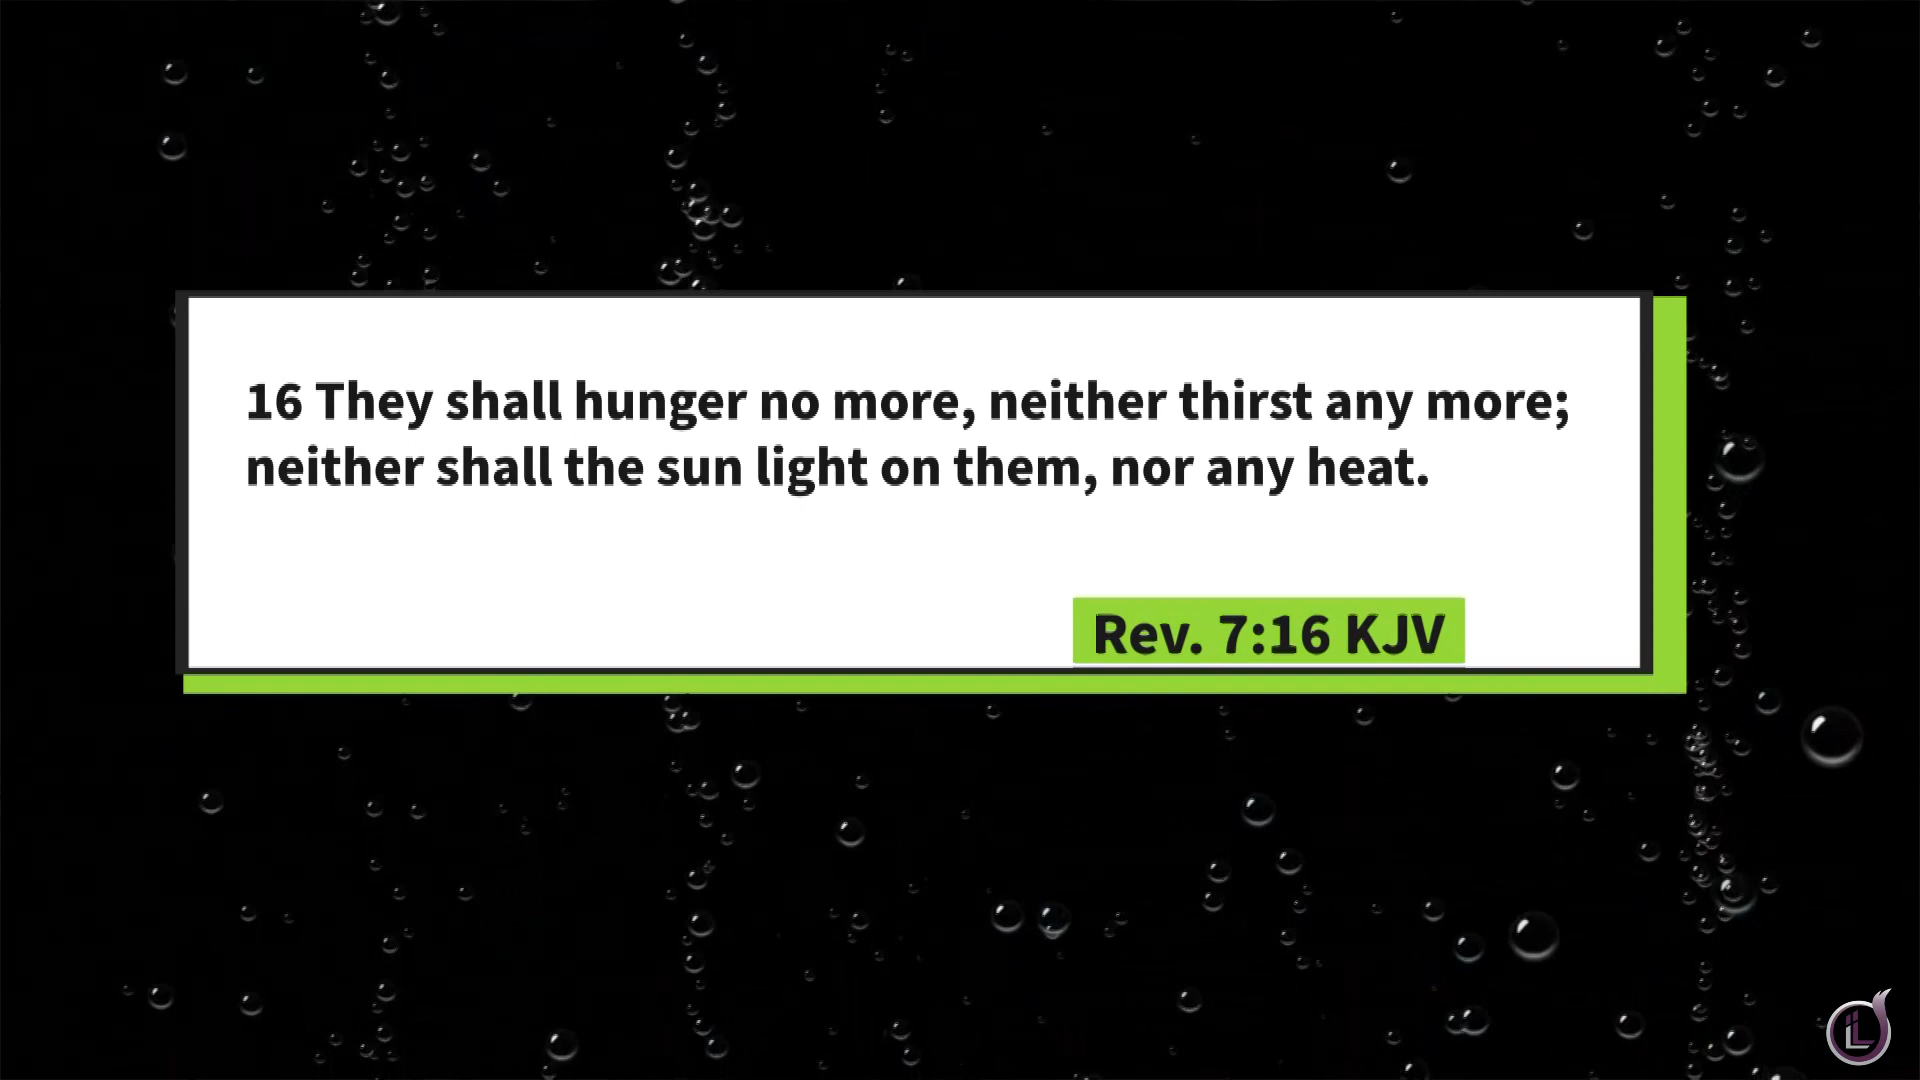 16 They shall hunger no more, neither thirst any more;
neither shall the sun light on them, nor any heat.
Rev. 7:16 KJV